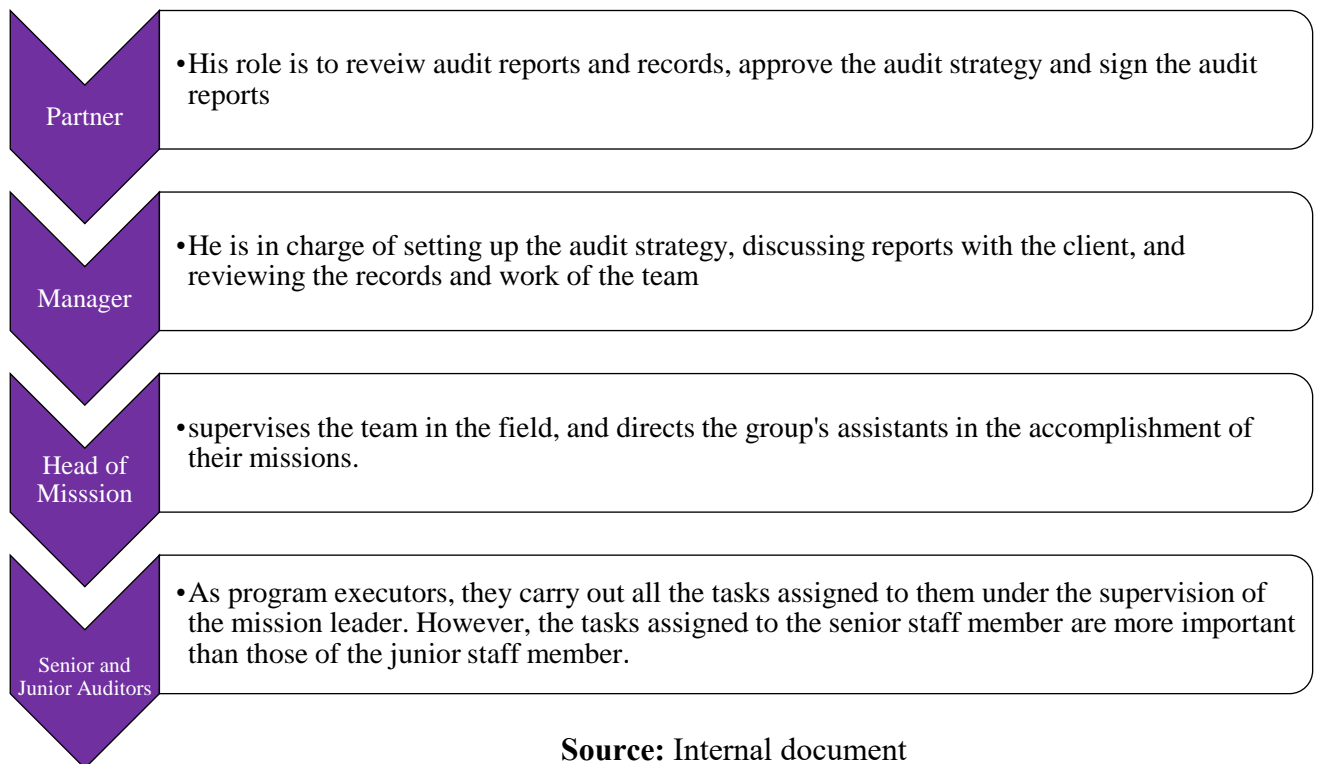 Partner
•His role is to reveiw audit reports and records, approve the audit strategy and sign the audit
reports
Manager
•He is in charge of setting up the audit strategy, discussing reports with the client, and
reviewing the records and work of the team
Head of
Misssion
•supervises the team in the field, and directs the group's assistants in the accomplishment of
their missions.
Senior and
Junior Auditors
•As program executors, they carry out all the tasks assigned to them under the supervision of
the mission leader. However, the tasks assigned to the senior staff member are more important
than those of the junior staff member.
Source: Internal document